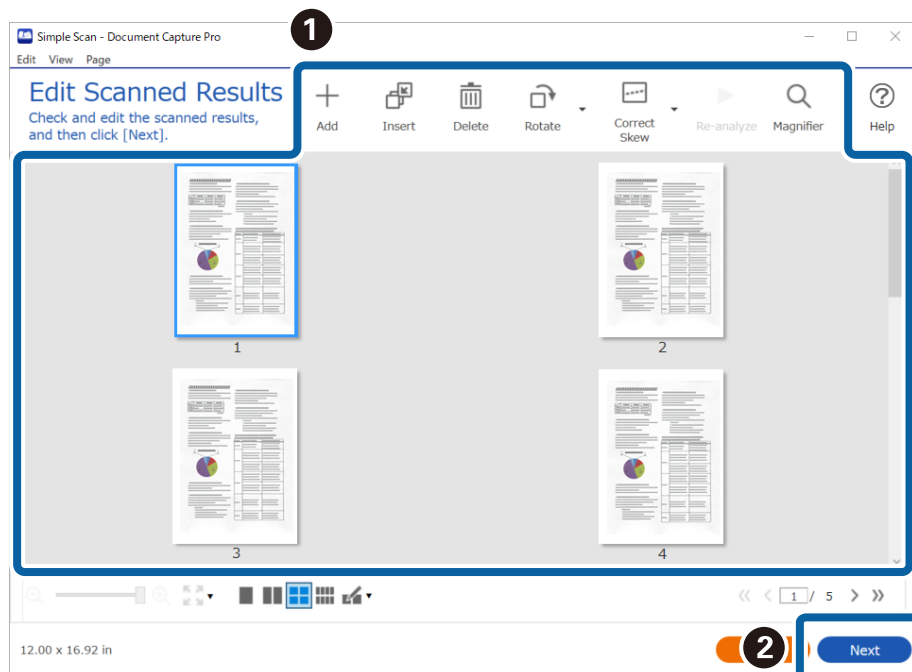 1
Simple Scan - Document Capture Pro
Edit View Page
Edit Scanned Results
Check and edit the scanned results,
and then click [Next].
Add
Insert
Delete
Rotate
Correct
Skew
Re-analyze
Magnifier
Help
1
2
3
4
1 / 5
12.00 x 16.92 in
2
Next